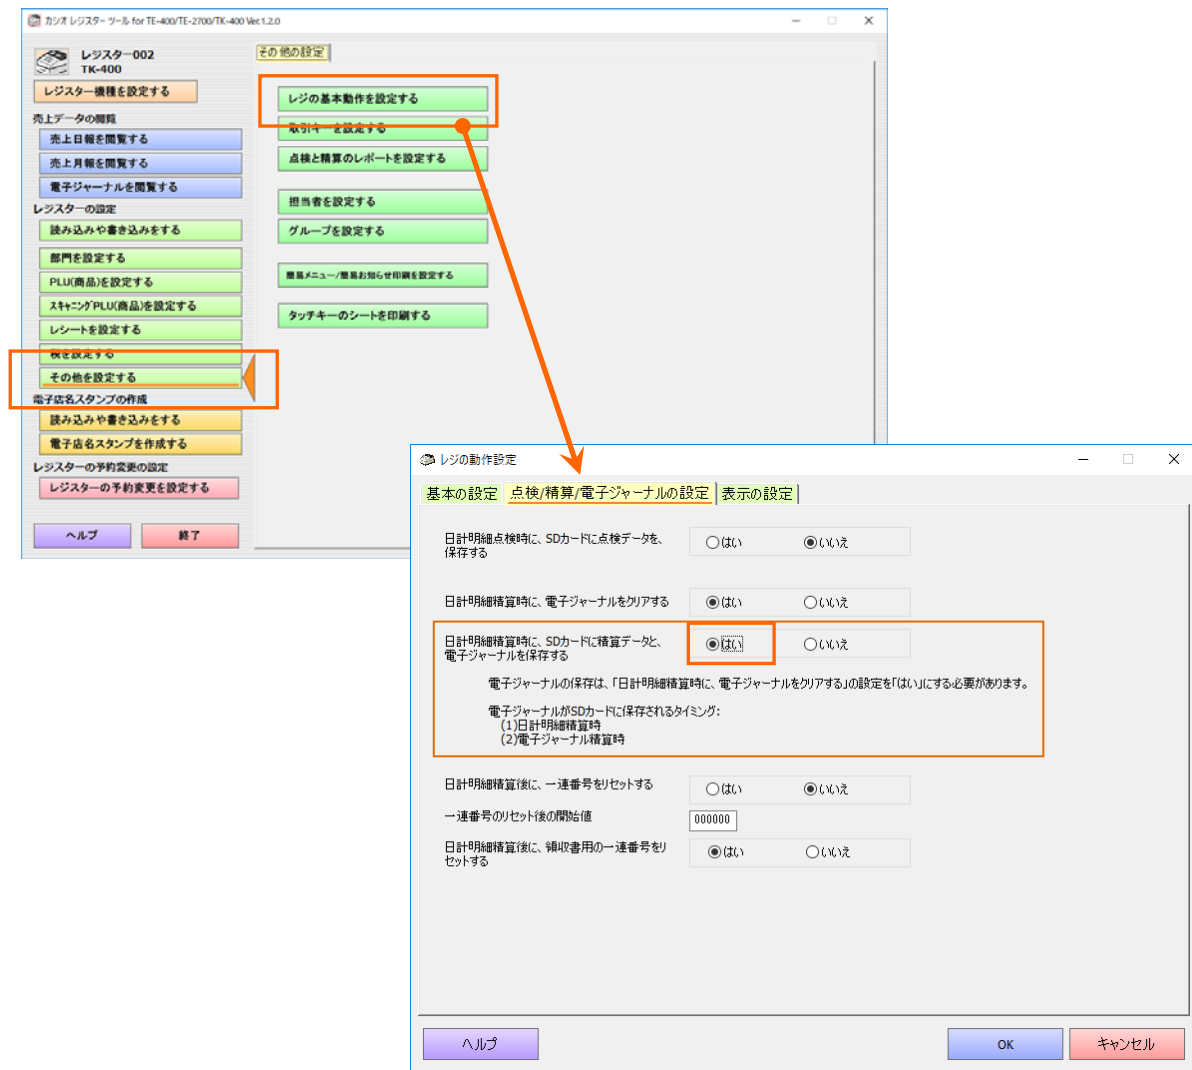 カシオ レジスター ツール for TE-400/TE-2700/TK-400 Ver.1.2.0
レジスター002
TK-400
レジスター機種を設定する
売上データの閲覧
売上日報を閲覧する
売上月報を閲覧する
電子ジャーナルを閲覧する
レジスターの設定
読み込みや書き込みをする
部門を設定する
PLU(商品)を設定する
スキャニングPLU(商品)を設定する
レシートを設定する
税を設定する
その他を設定する
電子店名スタンプの作成
読み込みや書き込みをする
電子店名スタンプを作成する
レジスターの予約変更の設定
レジスターの予約変更を設定する
ヘルプ
終了
その他の設定
レジの基本動作を設定する
取引キーを設定する
点検と精算のレポートを設定する
担当者を設定する
グループを設定する
簡易メニュー/簡易お知らせ印刷を設定する
タッチキーのシートを印刷する
レジの動作設定
基本の設定
点検/精算/電子ジャーナルの設定
表示の設定
日計明細点検時に、SDカードに点検データを、
保存する
はい
いいえ
日計明細精算時に、電子ジャーナルをクリアする
はい
いいえ
日計明細精算時に、SDカードに精算データと、
電子ジャーナルを保存する
はい
いいえ
電子ジャーナルの保存は、「日計明細精算時に、電子ジャーナルをクリアする」の設定を「はい」にする必要があります。
電子ジャーナルがSDカードに保存されるタイミング:
(1)日計明細精算時
(2)電子ジャーナル精算時
日計明細精算後に、一連番号をリセットする
はい
いいえ
一連番号のリセット後の開始値
000000
日計明細精算後に、領収書用の一連番号をリ
セットする
はい
いいえ
ヘルプ
OK
キャンセル